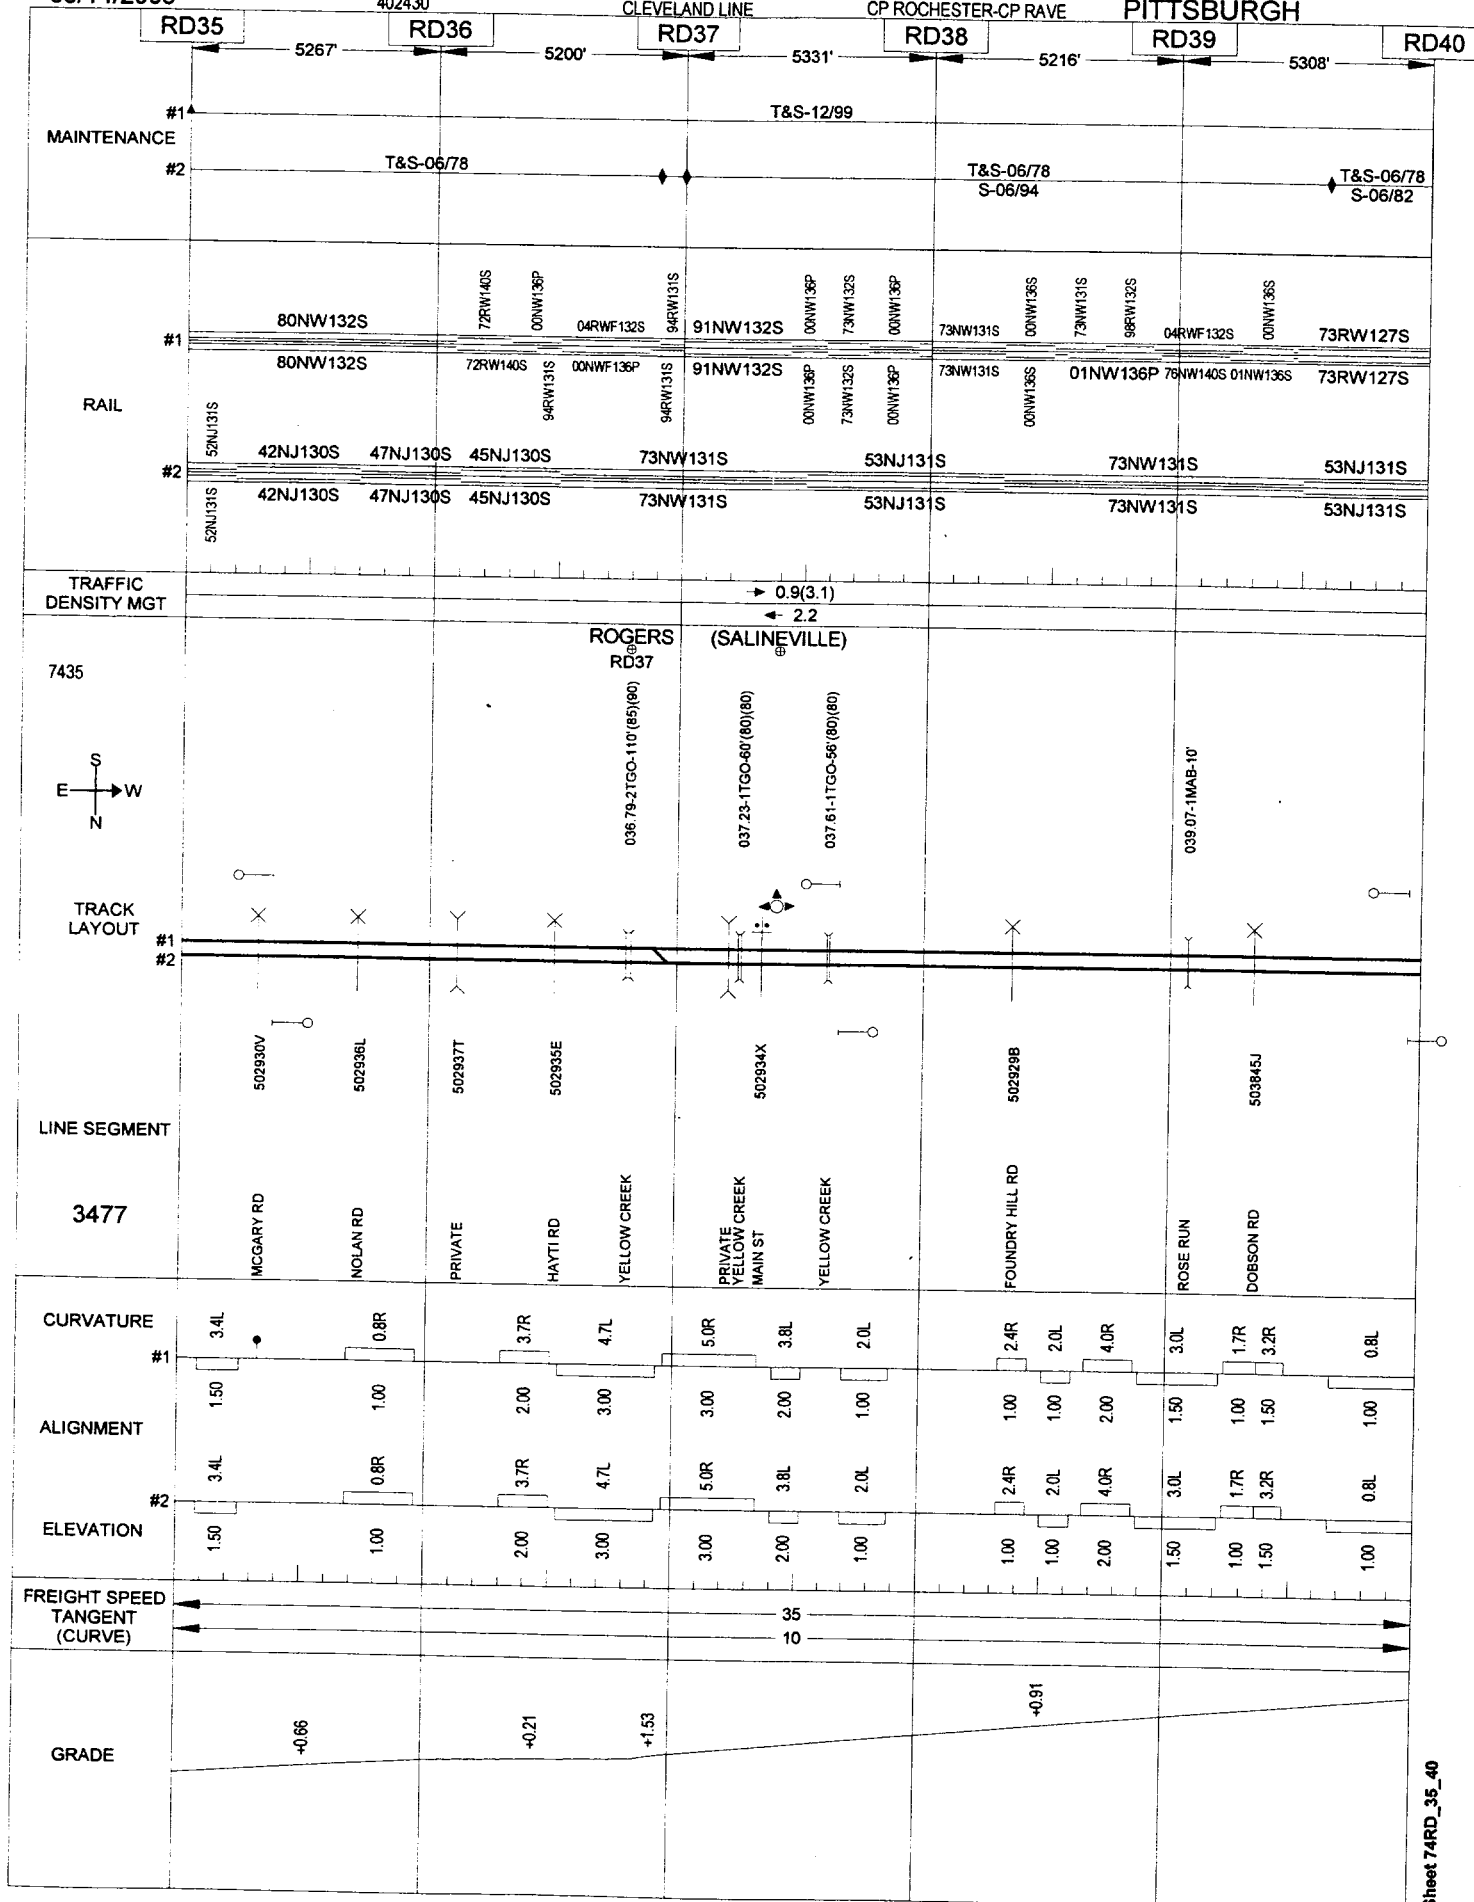 402430 CLEVELAND LINE CP ROCHESTER-CP RAVE PITTSBURGH
RD35 RD36 RD37 RD38 RD39 RD40
5267' 5200' 5331' 5216' 5308'
#1 T&S-12/99
MAINTENANCE
#2 T&S-06/78 T&S-06/78 T&S-06/78
S-06/94 S-06/82
72RW140S 00NW136P 94RW131S 00NW136P 73NW132S 00NW136P 00NW136S 73NW131S 98RW132S 00NW136S
80NW132S 04RWF132S 91NW132S 73NW131S 04RWF132S 73RW127S
#1
80NW132S 72RW140S 00NWF136P 91NW132S 73NW131S 01NW136P 76NW140S 01NW136S 73RW127S
94RW131S 94RW131S 00NW136P 73NW132S 00NW136P 00NW136S
RAIL
52NJ131S
42NJ130S 47NJ130S 45NJ130S 73NW131S 53NJ131S 73NW131S 53NJ131S
#2
42NJ130S 47NJ130S 45NJ130S 73NW131S 53NJ131S 73NW131S 53NJ131S
52NJ131S
TRAFFIC
DENSITY MGT
0.9(3.1)
2.2
ROGERS (SALINEVILLE)
RD37
7435
036.79-2TGO-110'(85)(90) 037.23-1TGO-60'(80)(80) 037.61-1TGO-56'(80)(80) 039.07-1MAB-10'
S
E W
N
TRACK
LAYOUT
#1
#2
502930V 502936L 502937T 502935E 502934X 502929B 503845J
LINE SEGMENT
3477
MCGARY RD NOLAN RD PRIVATE HAYTI RD YELLOW CREEK PRIVATE YELLOW CREEK MAIN ST YELLOW CREEK FOUNDRY HILL RD ROSE RUN DOBSON RD
CURVATURE
3.4L 0.8R 3.7R 4.7L 5.0R 3.8L 2.0L 2.4R 2.0L 4.0R 3.0L 1.7R 3.2R 0.8L
#1
1.50 1.00 2.00 3.00 3.00 2.00 1.00 1.00 1.00 2.00 1.50 1.00 1.50 1.00
ALIGNMENT
3.4L 0.8R 3.7R 4.7L 5.0R 3.8L 2.0L 2.4R 2.0L 4.0R 3.0L 1.7R 3.2R 0.8L
#2
ELEVATION
1.50 1.00 2.00 3.00 3.00 2.00 1.00 1.00 1.00 2.00 1.50 1.00 1.50 1.00
FREIGHT SPEED
TANGENT
(CURVE)
35
10
GRADE
+0.66 +0.21 +1.53 +0.91
Sheet 74RD_35_40